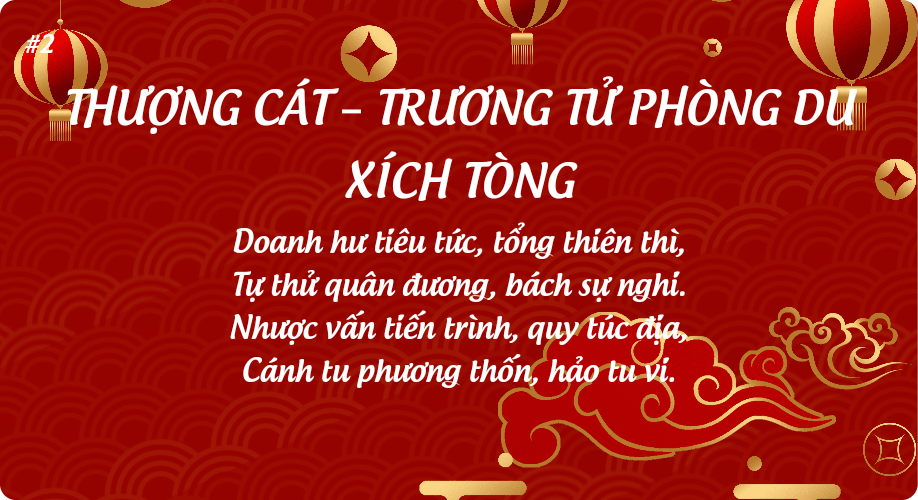 #2
THƯỢNG CÁT – TRƯƠNG TỬ PHÒNG DU
XÍCH TÒNG
Doanh hư tiêu tức, tổng thiên thì,
Tự thử quân đương, bách sự nghi.
Nhược vấn tiến trình, quy túc địa,
Cánh tu phương thốn, hảo tu vi.